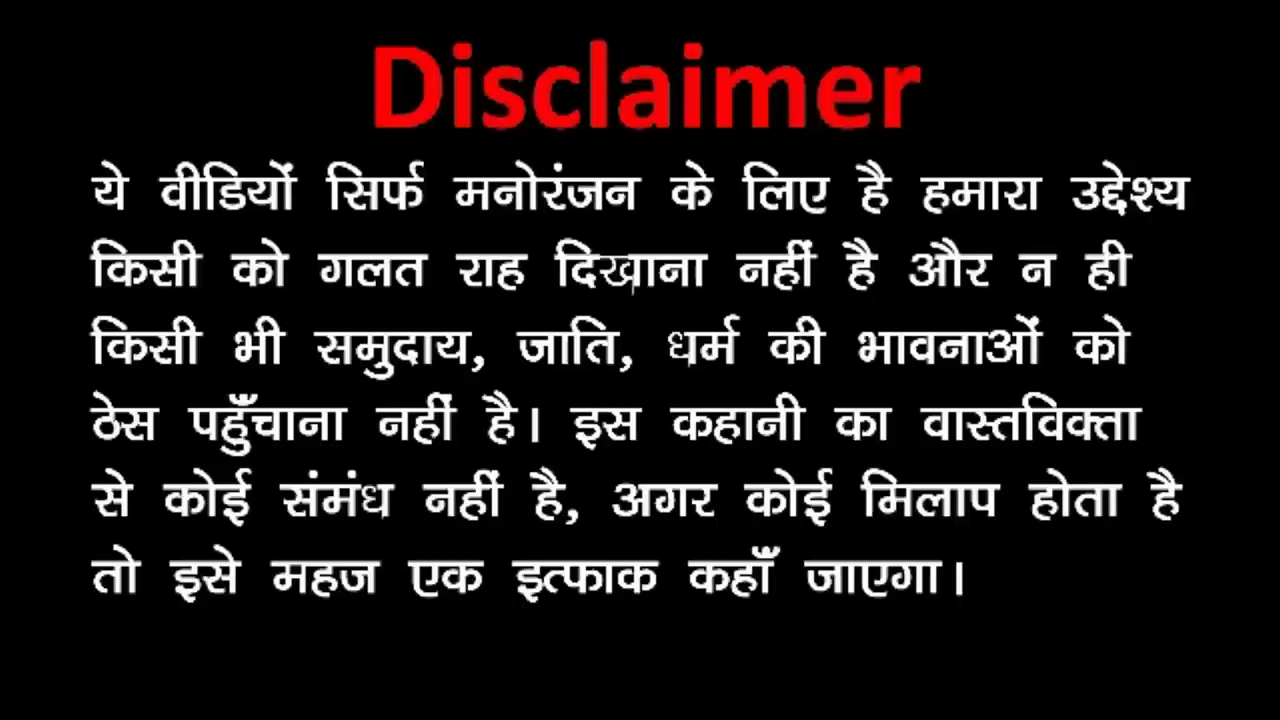 Disclaimer
ये वीडियों सिर्फ मनोरंजन के लिए है हमारा उद्देश्य
किसी को गलत राह दिखाना नहीं है और न ही
किसी भी समुदाय, जाति, धर्म की भावनाओं को
ठेस पहुँचाना नहीं है। इस कहानी का वास्तविक्ता
से कोई संमंध नहीं है, अगर कोई मिलाप होता है
तो इसे महज एक इत्फाक कहाँ जाएगा।